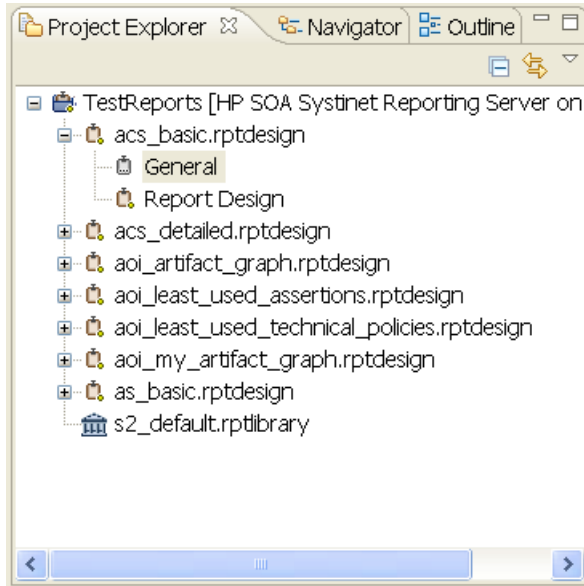 Project Explorer Navigator Outline
TestReports [HP SOA Systinet Reporting Server on
acs_basic.rptdesign
General
Report Design
acs_detailed.rptdesign
aoi_artifact_graph.rptdesign
aoi_least_used_assertions.rptdesign
aoi_least_used_technical_policies.rptdesign
aoi_my_artifact_graph.rptdesign
as_basic.rptdesign
s2_default.rptlibrary